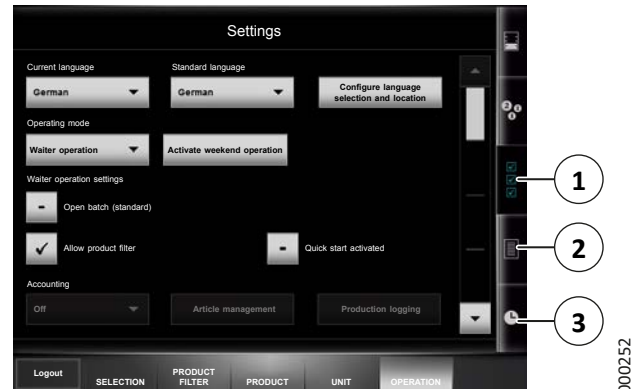 Settings
Current language
Standard language
German
German
Configure language
selection and location
Operating mode
Waiter operation
Activate weekend operation
Waiter operation settings
Open batch (standard)
Allow product filter
Quick start activated
Accounting
Off
Article management
Production logging
Logout
SELECTION
PRODUCT
FILTER
PRODUCT
UNIT
OPERATION
1
2
3